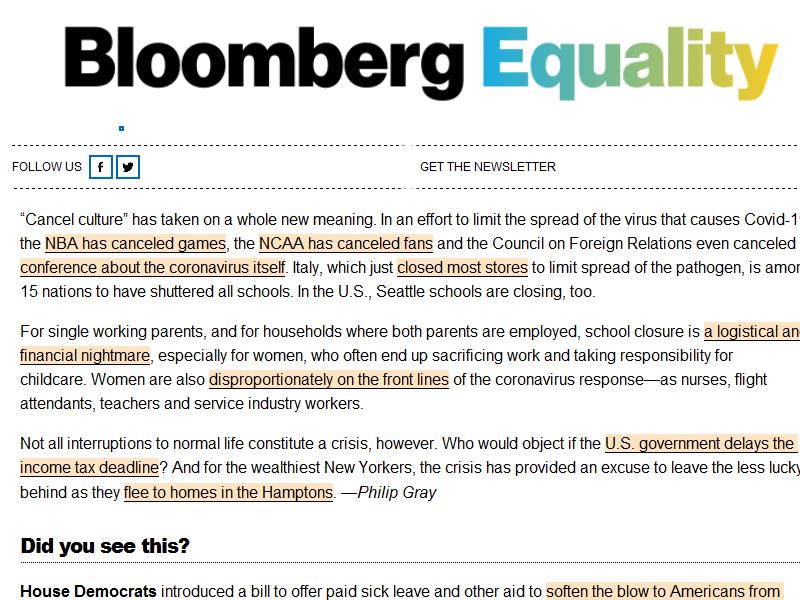 Bloomberg Equality
FOLLOW US
GET THE NEWSLETTER
“Cancel culture” has taken on a whole new meaning. In an effort to limit the spread of the virus that causes Covid-1
the NBA has canceled games, the NCAA has canceled fans and the Council on Foreign Relations even canceled
conference about the coronavirus itself. Italy, which just closed most stores to limit spread of the pathogen, is
15 nations to have shuttered all schools. In the U.S., Seattle schools are closing, too.
For single working parents, and for households where both parents are employed, school closure is a logistical
financial nightmare, especially for women, who often end up sacrificing work and taking responsibility for
childcare. Women are also disproportionately on the front lines of the coronavirus response—as nurses, flight
attendants, teachers and service industry workers.
Not all interruptions to normal life constitute a crisis, however. Who would object if the U.S. government delays the
income tax deadline? And for the wealthiest New Yorkers, the crisis has provided an excuse to leave the less lucky
behind as they flee to homes in the Hamptons. —Philip Gray
Did you see this?
House Democrats introduced a bill to offer paid sick leave and other aid to soften the blow to Americans from